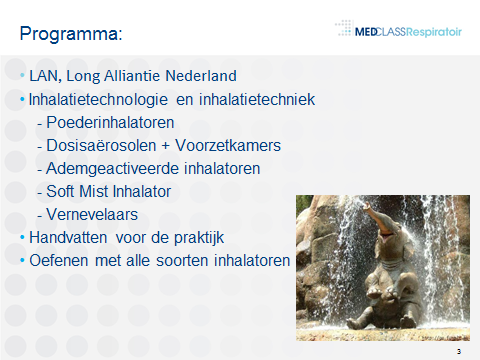 Programma:
MEDCLASSRespiratoir
• LAN, Long Alliantie Nederland
• Inhalatietechnologie en inhalatietechniek
- Poederinhalatoren
- Dosisaërosolen + Voorzetkamers
- Ademgeactiveerde inhalatoren
- Soft Mist Inhalator
- Vernevelaars
• Handvatten voor de praktijk
• Oefenen met alle soorten inhalatoren
3